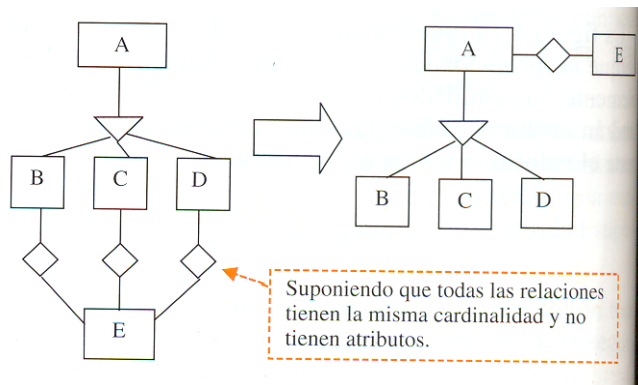 A
B
C
D
E
A
E
B
C
D
Suponiendo que todas las relaciones
tienen la misma cardinalidad y no
tienen atributos.